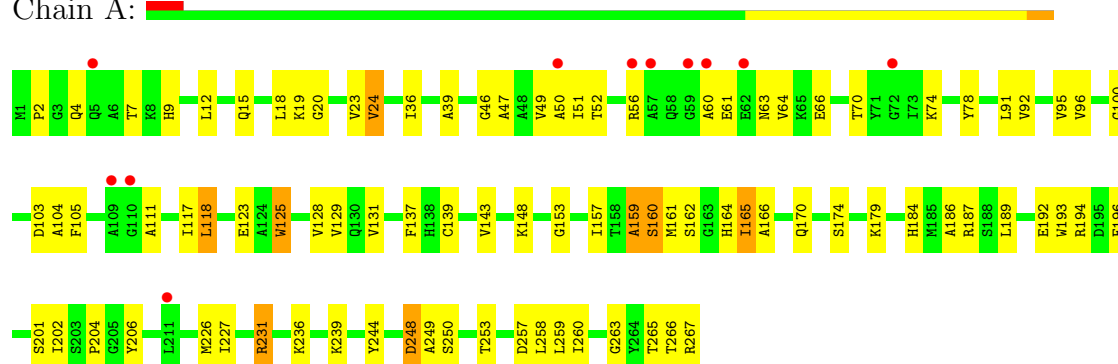 Chain A:
M1 P2 G3 Q4 Q5 A6 T7 K8 H9 L12 Q15 L18 K19 G20 V23 V24 I36 A39 G46 A47 A48 V49 A50 I51 T52 R56 A57 Q58 G59 A60 E61 E62 N63 V64 K65 E66 T70 Y71 G72 I73 K74 Y78 L91 V92 V95 V96
D103 A104 F105 A109 G110 A111 I117 L118 E123 A124 W125 V128 V129 Q130 V131 F137 H138 C139 V143 K148 G153 I157 T158 A159 S160 M161 S162 G163 H164 I165 A166 Q170 S174 K179 H184 M185 A186 R187 S188 L189 E192 W193 R194 D195
S201 I202 S203 P204 G205 Y206 L211 M226 I227 R231 K236 K239 Y244 D248 A249 S250 T253 D257 L258 L259 I260 G263 Y264 T265 T266 R267